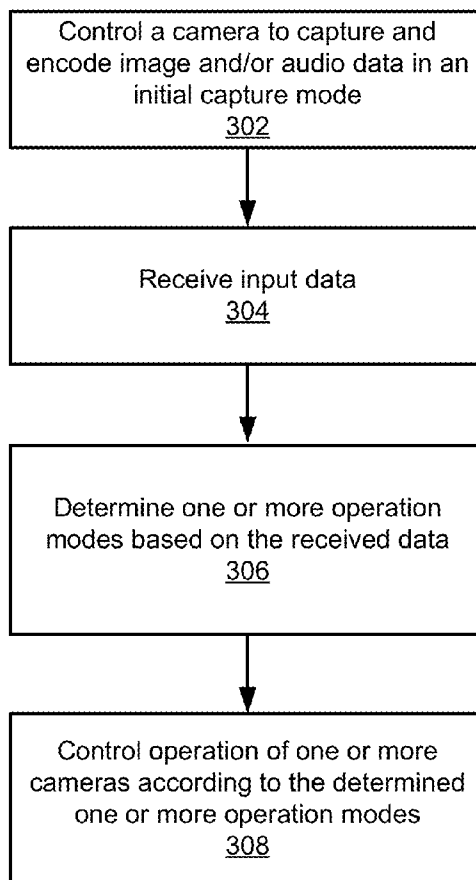 Control a camera to capture and
encode image and/or audio data in an
initial capture mode
302
Receive input data
304
Determine one or more operation
modes based on the received data
306
Control operation of one or more
cameras according to the determined
one or more operation modes
308